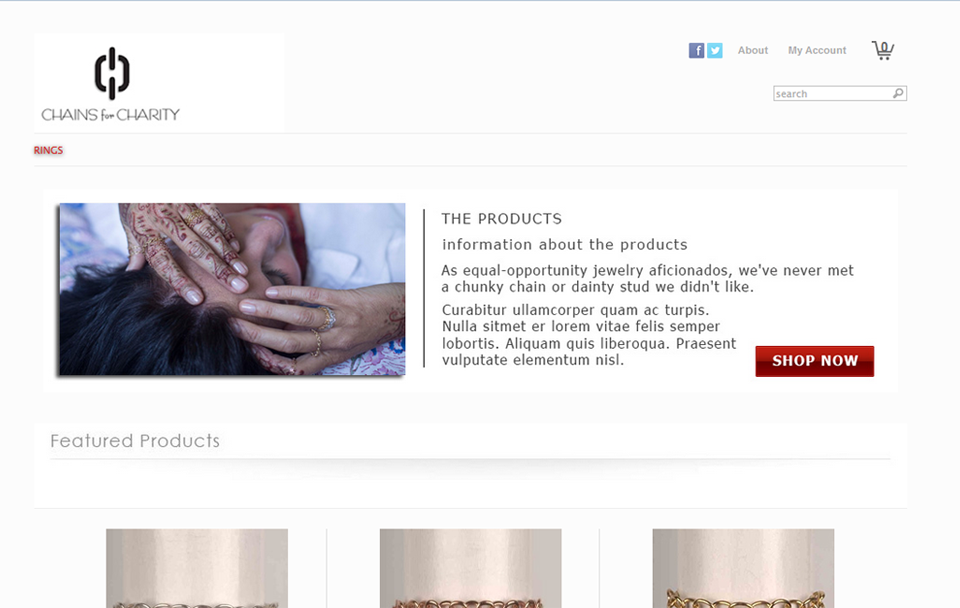 About
My Account
0
CHAINS for CHARITY
search
RINGS
THE PRODUCTS
information about the products
As equal-opportunity jewelry aficionados, we've never met
a chunky chain or dainty stud we didn't like.
Curabitur ullamcorper quam ac turpis.
Nulla sitmet er lorem vitae felis semper
lobortis. Aliquam quis liberoqua. Praesent
vulputate elementum nisl.
SHOP NOW
Featured Products